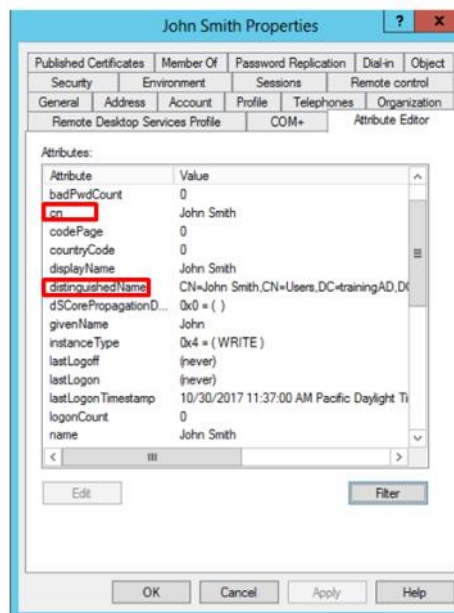 John Smith Properties ? x
Published Certificates Member Of Password Replication Dial-in Object
Security Environment Sessions Remote control
General Address Account Profile Telephones Organization
Remote Desktop Services Profile COM+ Attribute Editor
Attributes:
Attribute Value
badPwdCount 0
cn John Smith
codePage 0
countryCode 0
displayName John Smith
distinguishedName CN=John Smith,CN=Users,DC=trainingAD,DC
dSCorePropagationD... 0x0 = ( )
givenName John
instanceType 0x4 = ( WRITE )
lastLogoff (never)
lastLogon (never)
lastLogonTimestamp 10/30/2017 11:37:00 AM Pacific Daylight Ti
logonCount 0
name John Smith
Edit Filter
OK Cancel Apply Help